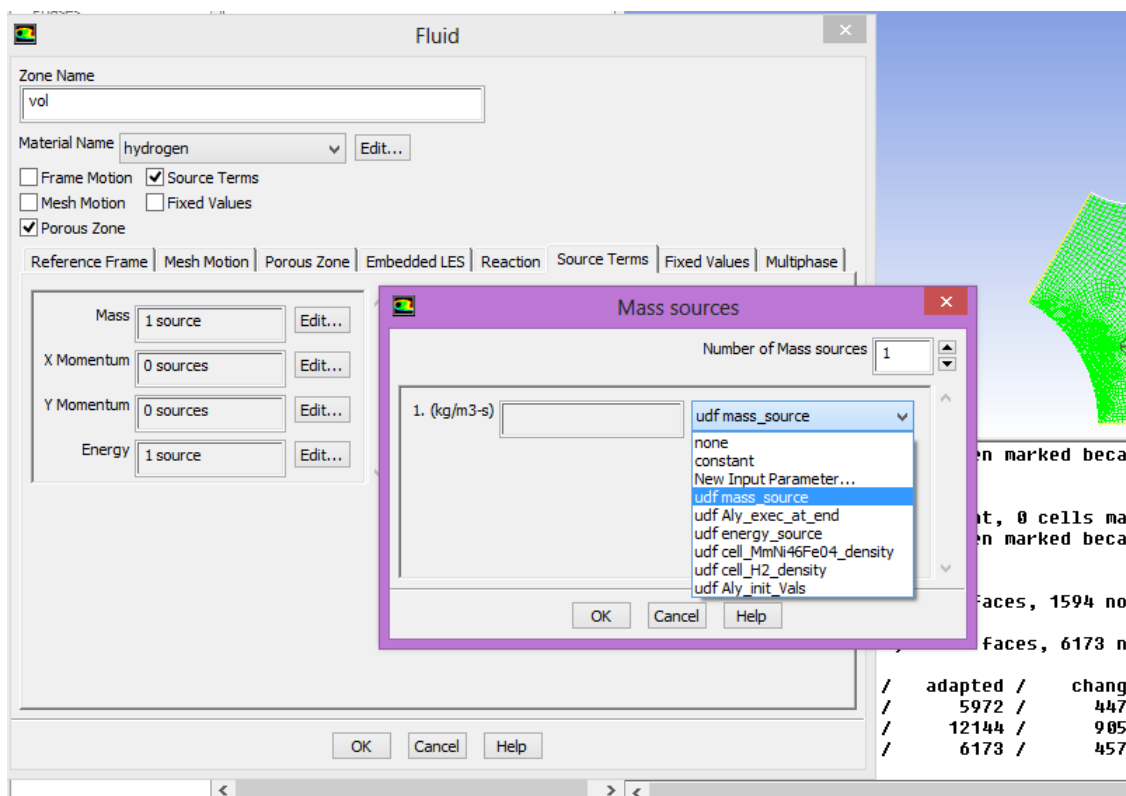 Fluid
Zone Name
vol
Material Name hydrogen Edit...
Frame Motion Source Terms
Mesh Motion Fixed Values
Porous Zone
Reference Frame Mesh Motion Porous Zone Embedded LES Reaction Source Terms Fixed Values Multiphase
Mass 1 source Edit...
X Momentum 0 sources Edit...
Y Momentum 0 sources Edit...
Energy 1 source Edit...
Mass sources
Number of Mass sources 1
1. (kg/m3-s) udf mass_source
none
constant
New Input Parameter...
udf mass_source
udf Aly_exec_at_end
udf energy_source
udf cell_MmNi46Fe04_density
udf cell_H2_density
udf Aly_init_Vals
OK Cancel Help
OK Cancel Help
en marked beca
nt, 0 cells ma
en marked beca
faces, 1594 no
faces, 6173 n
/ adapted / chang
/ 5972 / 447
/ 12144 / 905
/ 6173 / 457